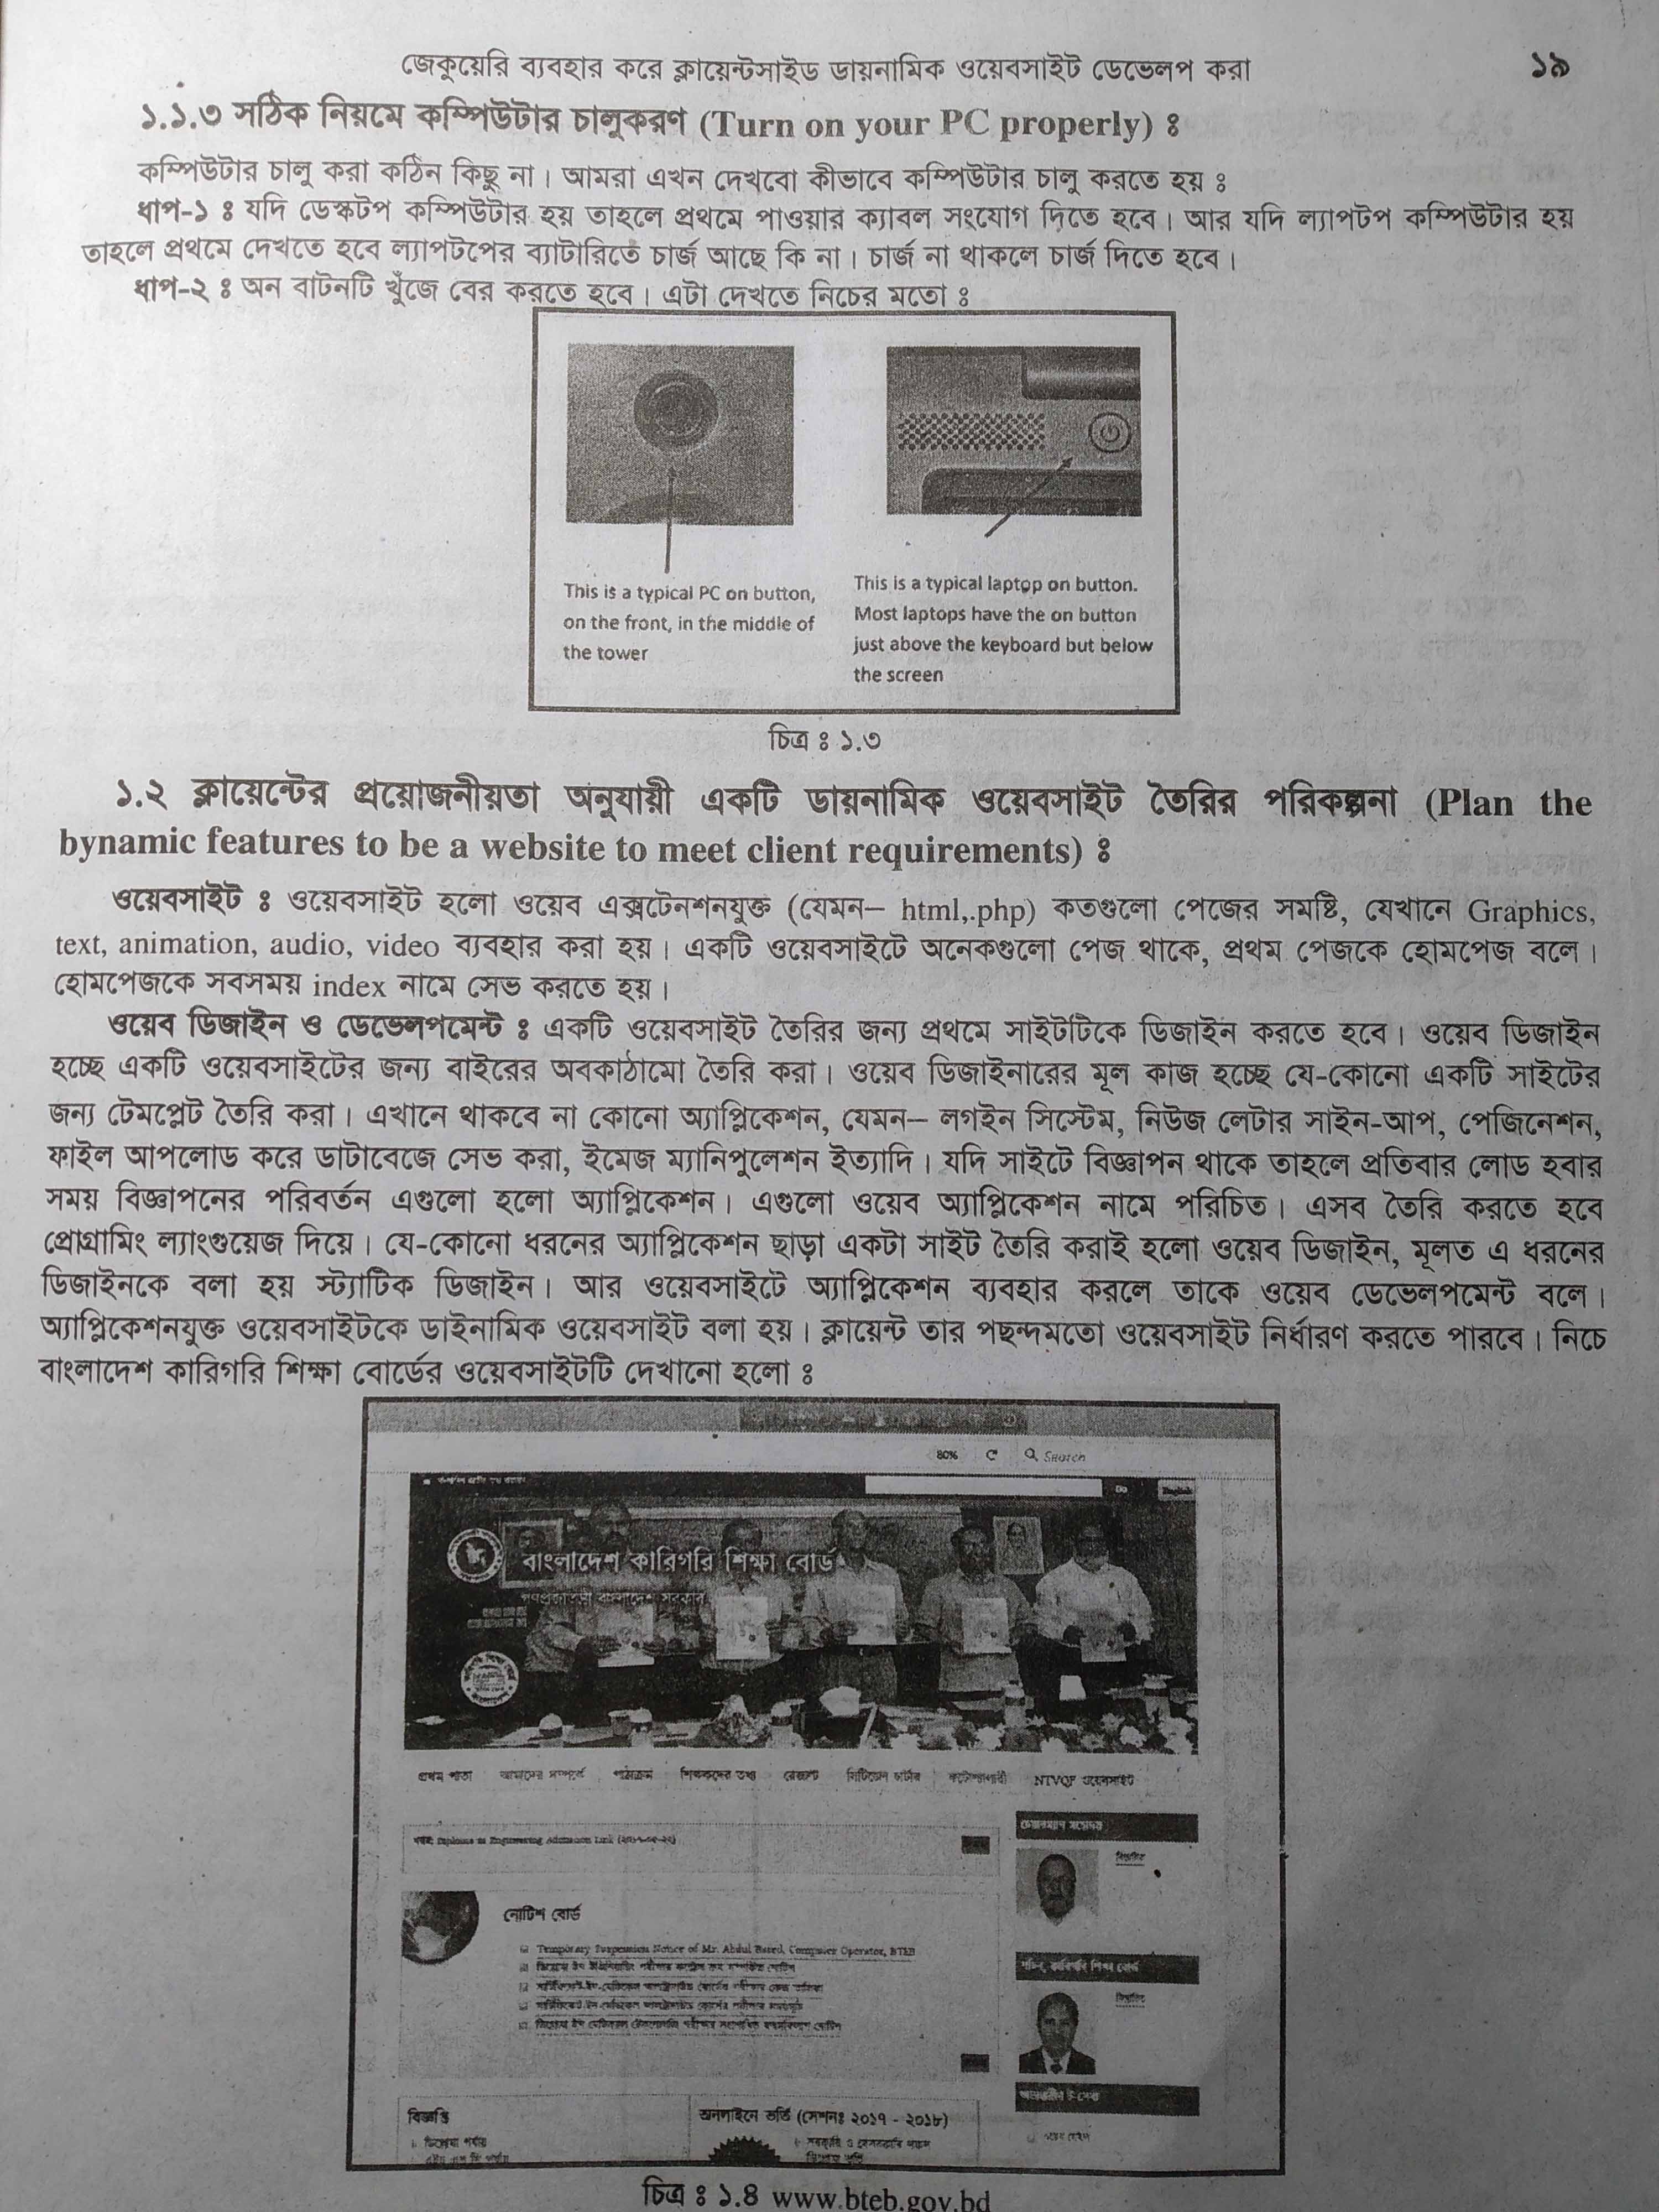 জেকুয়েরি ব্যবহার করে ক্লায়েন্টসাইড ডায়নামিক ওয়েবসাইট ডেভেলপ করা ১৯
১.১.৩ সঠিক নিয়মে কম্পিউটার চালুকরণ (Turn on your PC properly) ঃ
কম্পিউটার চালু করা কঠিন কিছু না। আমরা এখন দেখবো কীভাবে কম্পিউটার চালু করতে হয় ঃ
ধাপ-১ ঃ যদি ডেস্কটপ কম্পিউটার হয় তাহলে প্রথমে পাওয়ার ক্যাবল সংযোগ দিতে হবে। আর যদি ল্যাপটপ কম্পিউটার হয়
তাহলে প্রথমে দেখতে হবে ল্যাপটপের ব্যাটারিতে চার্জ আছে কি না। চার্জ না থাকলে চার্জ দিতে হবে।
ধাপ-২ ঃ অন বাটনটি খুঁজে বের করতে হবে। এটা দেখতে নিচের মতো ঃ
This is a typical PC on button,
on the front, in the middle of
the tower
This is a typical laptop on button.
Most laptops have the on button
just above the keyboard but below
the screen
চিত্র ঃ ১.৩
১.২ ক্লায়েন্টের প্রয়োজনীয়তা অনুযায়ী একটি ডায়নামিক ওয়েবসাইট তৈরির পরিকল্পনা (Plan the
bynamic features to be a website to meet client requirements) ঃ
ওয়েবসাইট ঃ ওয়েবসাইট হলো ওয়েব এক্সটেনশনযুক্ত (যেমন– html,.php) কতগুলো পেজের সমষ্টি, যেখানে Graphics,
text, animation, audio, video ব্যবহার করা হয়। একটি ওয়েবসাইটে অনেকগুলো পেজ থাকে, প্রথম পেজকে হোমপেজ বলে।
হোমপেজকে সবসময় index নামে সেভ করতে হয়।
ওয়েব ডিজাইন ও ডেভেলপমেন্ট ঃ একটি ওয়েবসাইট তৈরির জন্য প্রথমে সাইটটিকে ডিজাইন করতে হবে। ওয়েব ডিজাইন
হচ্ছে একটি ওয়েবসাইটের জন্য বাইরের অবকাঠামো তৈরি করা। ওয়েব ডিজাইনারের মূল কাজ হচ্ছে যে-কোনো একটি সাইটের
জন্য টেমপ্লেট তৈরি করা। এখানে থাকবে না কোনো অ্যাপ্লিকেশন, যেমন– লগইন সিস্টেম, নিউজ লেটার সাইন-আপ, পেজিনেশন,
ফাইল আপলোড করে ডাটাবেজে সেভ করা, ইমেজ ম্যানিপুলেশন ইত্যাদি। যদি সাইটে বিজ্ঞাপন থাকে তাহলে প্রতিবার লোড হবার
সময় বিজ্ঞাপনের পরিবর্তন এগুলো হলো অ্যাপ্লিকেশন। এগুলো ওয়েব অ্যাপ্লিকেশন নামে পরিচিত। এসব তৈরি করতে হবে
প্রোগ্রামিং ল্যাংগুয়েজ দিয়ে। যে-কোনো ধরনের অ্যাপ্লিকেশন ছাড়া একটা সাইট তৈরি করাই হলো ওয়েব ডিজাইন, মূলত এ ধরনের
ডিজাইনকে বলা হয় স্ট্যাটিক ডিজাইন। আর ওয়েবসাইটে অ্যাপ্লিকেশন ব্যবহার করলে তাকে ওয়েব ডেভেলপমেন্ট বলে।
অ্যাপ্লিকেশনযুক্ত ওয়েবসাইটকে ডাইনামিক ওয়েবসাইট বলা হয়। ক্লায়েন্ট তার পছন্দমতো ওয়েবসাইট নির্ধারণ করতে পারবে। নিচে
বাংলাদেশ কারিগরি শিক্ষা বোর্ডের ওয়েবসাইটটি দেখানো হলো ঃ
80% Search
Go English
বাংলাদেশ কারিগরি শিক্ষা বোর্ড
গণপ্রজাতন্ত্রী বাংলাদেশ সরকার
প্রথম পাতা আমাদের সম্পর্কে পাঠ্যক্রম শিক্ষকদের তথ্য রেজাল্ট সিটিজেন চার্টার NTVQF ওয়েবসাইট
খবর: Diploma in Engineering Admission Link
নোটিশ বোর্ড
Temporary Suspension Notice of Mr. Abdul Bared, Computer Operator, BTEB
বিজ্ঞপ্তি
অনলাইনে ভর্তি (সেশনঃ ২০১৭ - ২০১৮)
চিত্র ঃ ১.৪ www.bteb.gov.bd